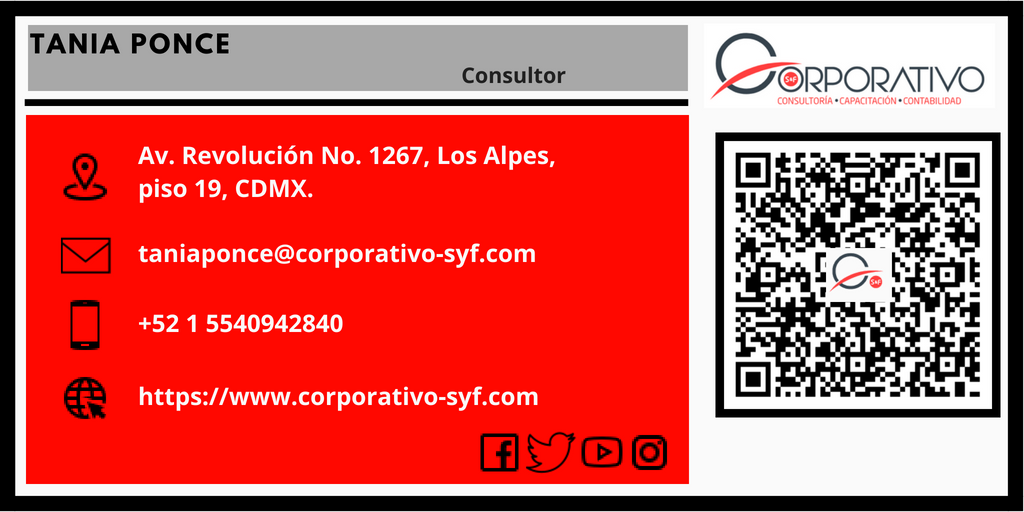 TANIA PONCE
Consultor
CORPORATIVO
S&F
CONSULTORÍA • CAPACITACIÓN • CONTABILIDAD
Av. Revolución No. 1267, Los Alpes,
piso 19, CDMX.
taniaponce@corporativo-syf.com
+52 1 5540942840
https://www.corporativo-syf.com
S&F